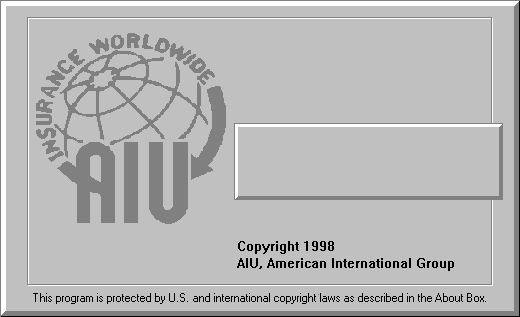 INSURANCE WORLDWIDE
AIU
Copyright 1998
AIU, American International Group
This program is protected by U.S. and international copyright laws as described in the About Box.